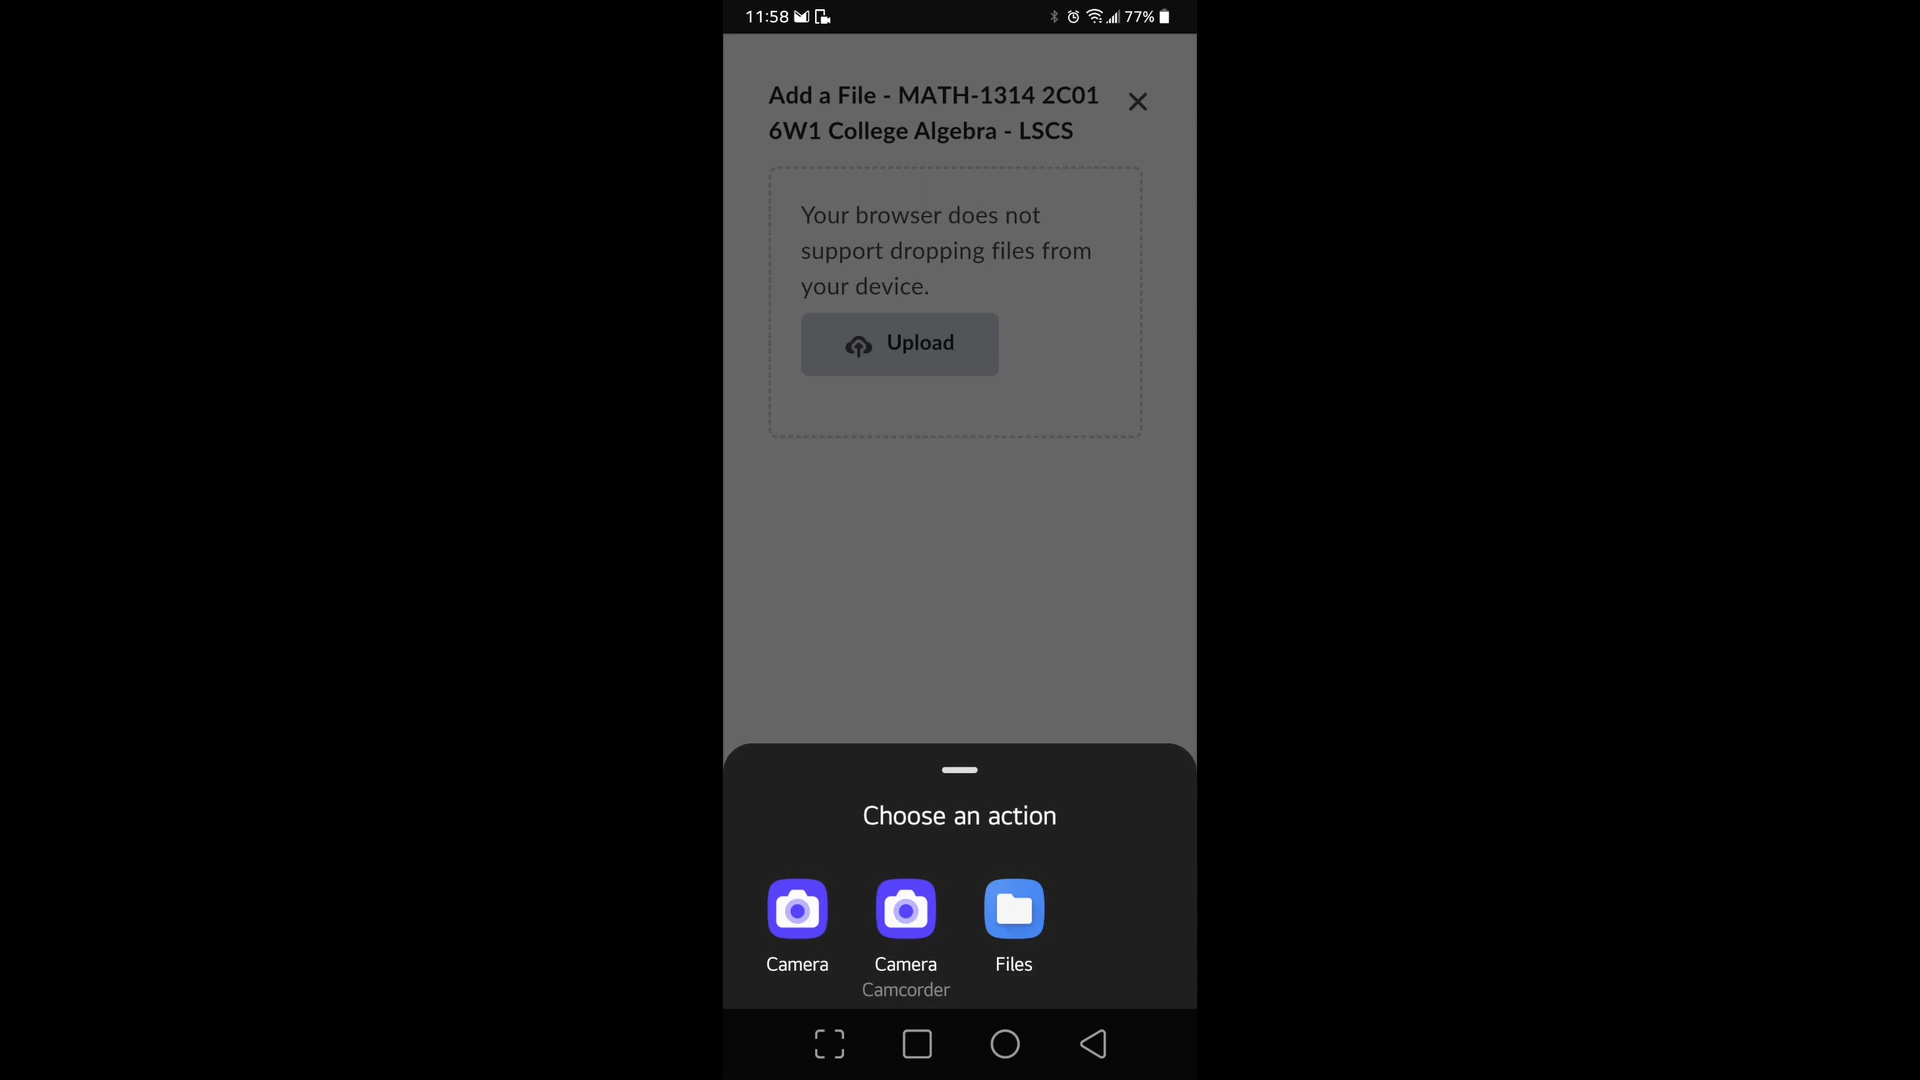 11:58
77%
Add a File - MATH-1314 2C01
6W1 College Algebra - LSCS
Your browser does not
support dropping files from
your device.
Upload
Choose an action
Camera
Camera
Files
Camcorder